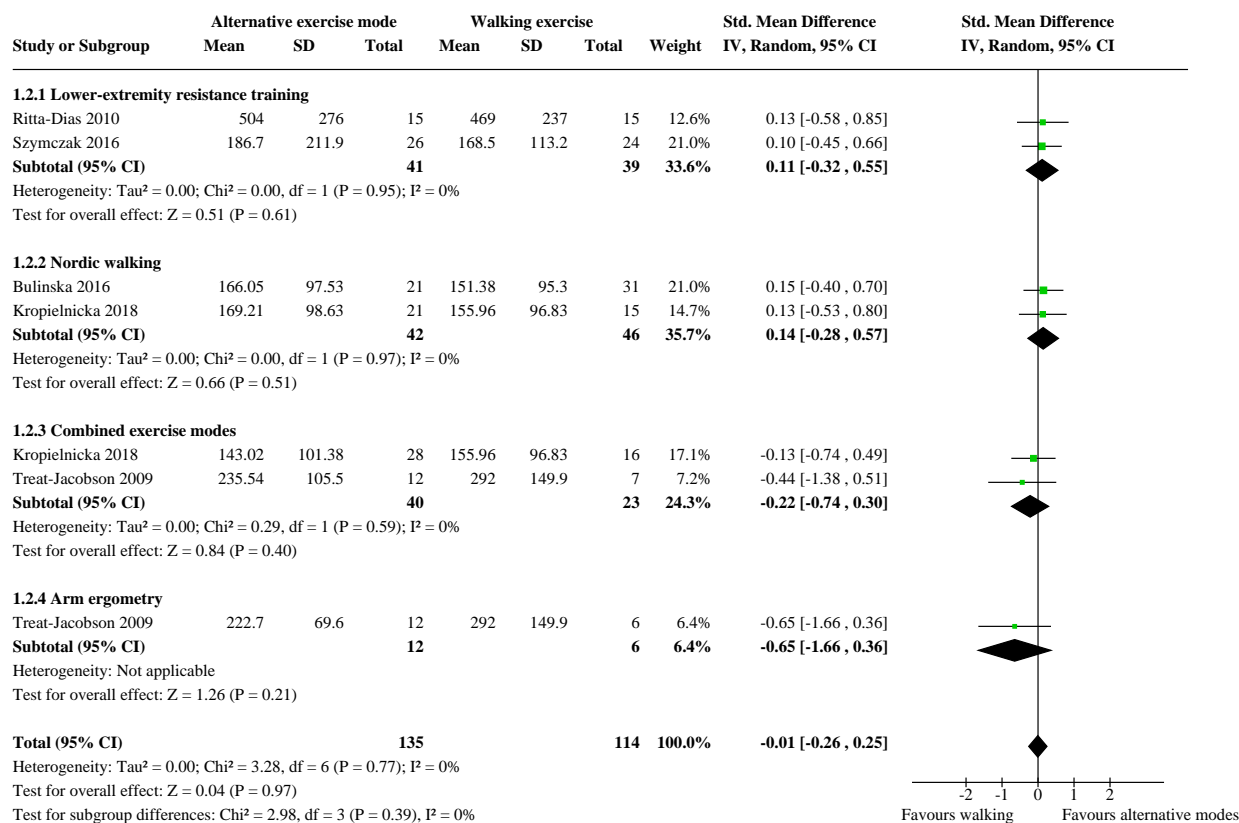 Alternative exercise mode Walking exercise Std. Mean Difference Std. Mean Difference
Study or Subgroup Mean SD Total Mean SD Total Weight IV, Random, 95% CI IV, Random, 95% CI
1.2.1 Lower-extremity resistance training
Ritta-Dias 2010 504 276 15 469 237 15 12.6% 0.13 [-0.58 , 0.85]
Szymczak 2016 186.7 211.9 26 168.5 113.2 24 21.0% 0.10 [-0.45 , 0.66]
Subtotal (95% CI) 41 39 33.6% 0.11 [-0.32 , 0.55]
Heterogeneity: Tau² = 0.00; Chi² = 0.00, df = 1 (P = 0.95); I² = 0%
Test for overall effect: Z = 0.51 (P = 0.61)
1.2.2 Nordic walking
Bulinska 2016 166.05 97.53 21 151.38 95.3 31 21.0% 0.15 [-0.40 , 0.70]
Kropielnicka 2018 169.21 98.63 21 155.96 96.83 15 14.7% 0.13 [-0.53 , 0.80]
Subtotal (95% CI) 42 46 35.7% 0.14 [-0.28 , 0.57]
Heterogeneity: Tau² = 0.00; Chi² = 0.00, df = 1 (P = 0.97); I² = 0%
Test for overall effect: Z = 0.66 (P = 0.51)
1.2.3 Combined exercise modes
Kropielnicka 2018 143.02 101.38 28 155.96 96.83 16 17.1% -0.13 [-0.74 , 0.49]
Treat-Jacobson 2009 235.54 105.5 12 292 149.9 7 7.2% -0.44 [-1.38 , 0.51]
Subtotal (95% CI) 40 23 24.3% -0.22 [-0.74 , 0.30]
Heterogeneity: Tau² = 0.00; Chi² = 0.29, df = 1 (P = 0.59); I² = 0%
Test for overall effect: Z = 0.84 (P = 0.40)
1.2.4 Arm ergometry
Treat-Jacobson 2009 222.7 69.6 12 292 149.9 6 6.4% -0.65 [-1.66 , 0.36]
Subtotal (95% CI) 12 6 6.4% -0.65 [-1.66 , 0.36]
Heterogeneity: Not applicable
Test for overall effect: Z = 1.26 (P = 0.21)
Total (95% CI) 135 114 100.0% -0.01 [-0.26 , 0.25]
Heterogeneity: Tau² = 0.00; Chi² = 3.28, df = 6 (P = 0.77); I² = 0%
Test for overall effect: Z = 0.04 (P = 0.97)
-2 -1 0 1 2
Test for subgroup differences: Chi² = 2.98, df = 3 (P = 0.39), I² = 0%
Favours walking Favours alternative modes